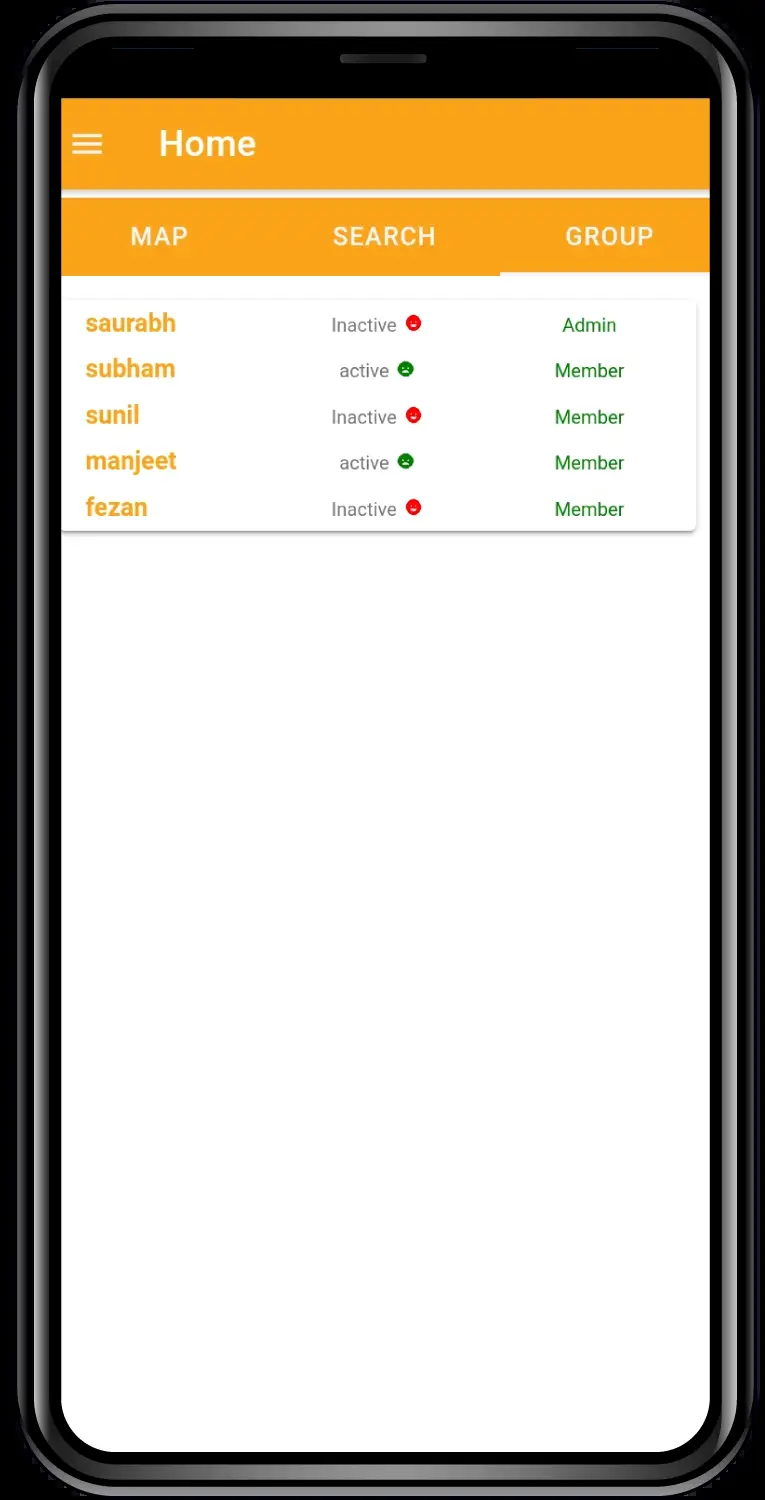 Home
MAP SEARCH GROUP
saurabh Inactive Admin
subham active Member
sunil Inactive Member
manjeet active Member
fezan Inactive Member